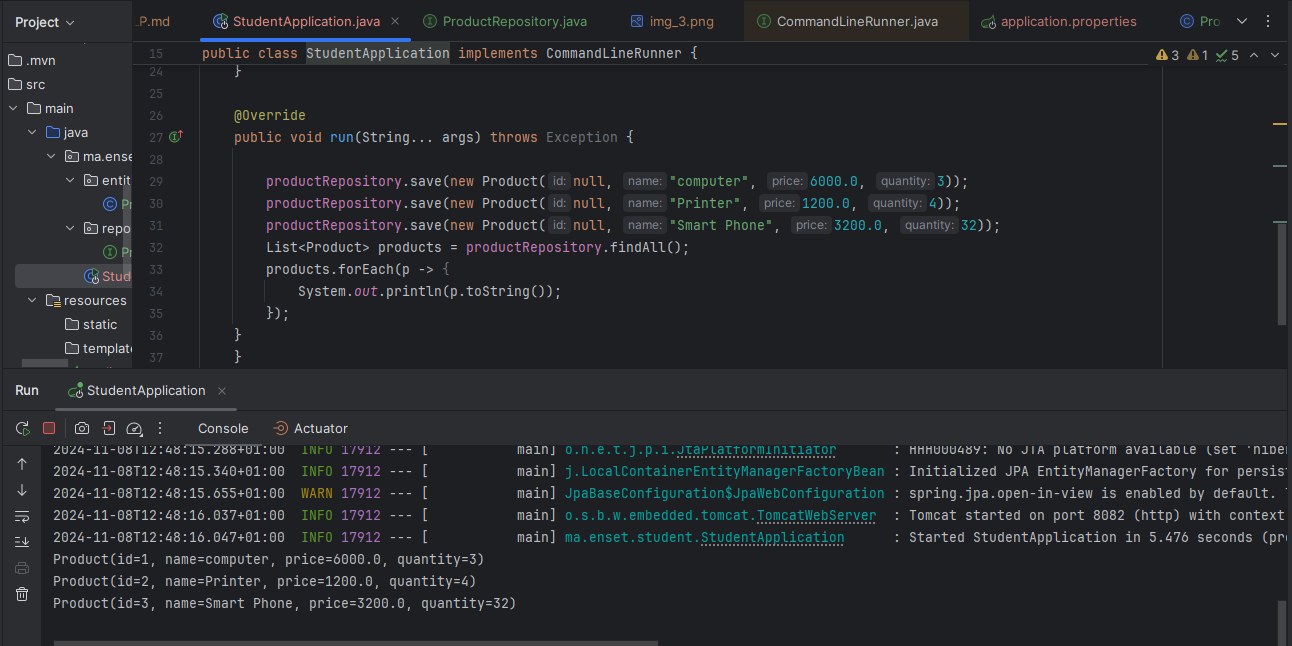 Project
.P.md
StudentApplication.java
ProductRepository.java
img_3.png
CommandLineRunner.java
application.properties
Pro
.mvn
src
main
java
ma.ense
entit
P
repo
P
Stud
resources
static
template
15 public class StudentApplication implements CommandLineRunner {
3 1 5
24 }
25
26 @Override
27 public void run(String... args) throws Exception {
28
29 productRepository.save(new Product( id: null, name: "computer", price: 6000.0, quantity: 3));
30 productRepository.save(new Product( id: null, name: "Printer", price: 1200.0, quantity: 4));
31 productRepository.save(new Product( id: null, name: "Smart Phone", price: 3200.0, quantity: 32));
32 List<Product> products = productRepository.findAll();
33 products.forEach(p -> {
34 System.out.println(p.toString());
35 });
36 }
37 }
Run StudentApplication
Console Actuator
2024-11-08T12:48:15.288+01:00 INFO 17912 --- [ main] o.h.e.t.j.p.i.JtaPlatformInitiator : HHH000489: No JTA platform available (set 'hiber
2024-11-08T12:48:15.340+01:00 INFO 17912 --- [ main] j.LocalContainerEntityManagerFactoryBean : Initialized JPA EntityManagerFactory for persis
2024-11-08T12:48:15.655+01:00 WARN 17912 --- [ main] JpaBaseConfiguration$JpaWebConfiguration : spring.jpa.open-in-view is enabled by default.
2024-11-08T12:48:16.037+01:00 INFO 17912 --- [ main] o.s.b.w.embedded.tomcat.TomcatWebServer : Tomcat started on port 8082 (http) with context
2024-11-08T12:48:16.047+01:00 INFO 17912 --- [ main] ma.enset.student.StudentApplication : Started StudentApplication in 5.476 seconds (pro
Product(id=1, name=computer, price=6000.0, quantity=3)
Product(id=2, name=Printer, price=1200.0, quantity=4)
Product(id=3, name=Smart Phone, price=3200.0, quantity=32)